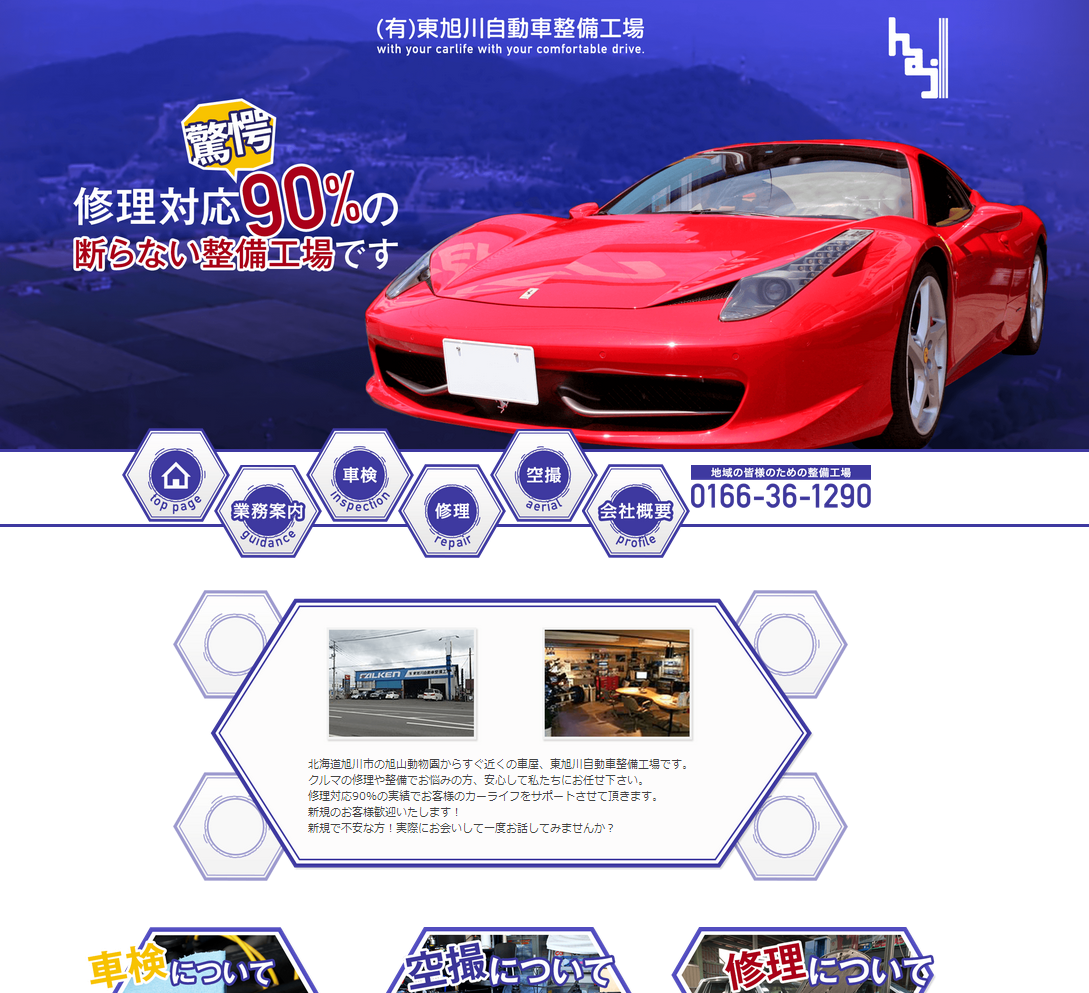 (有)東旭川自動車整備工場
with your carlife with your comfortable drive.
haj
驚愕
修理対応90%の
断らない整備工場です
top page
業務案内
guidance
車検
inspection
修理
repair
空撮
aerial
会社概要
profile
地域の皆様のための整備工場
0166-36-1290
FALKEN
北海道旭川市の旭山動物園からすぐ近くの車屋、東旭川自動車整備工場です。
クルマの修理や整備でお悩みの方、安心して私たちにお任せ下さい。
修理対応90%の実績でお客様のカーライフをサポートさせて頂きます。
新規のお客様歓迎いたします！
新規で不安な方！実際にお会いして一度お話してみませんか？
車検について
空撮について
修理について